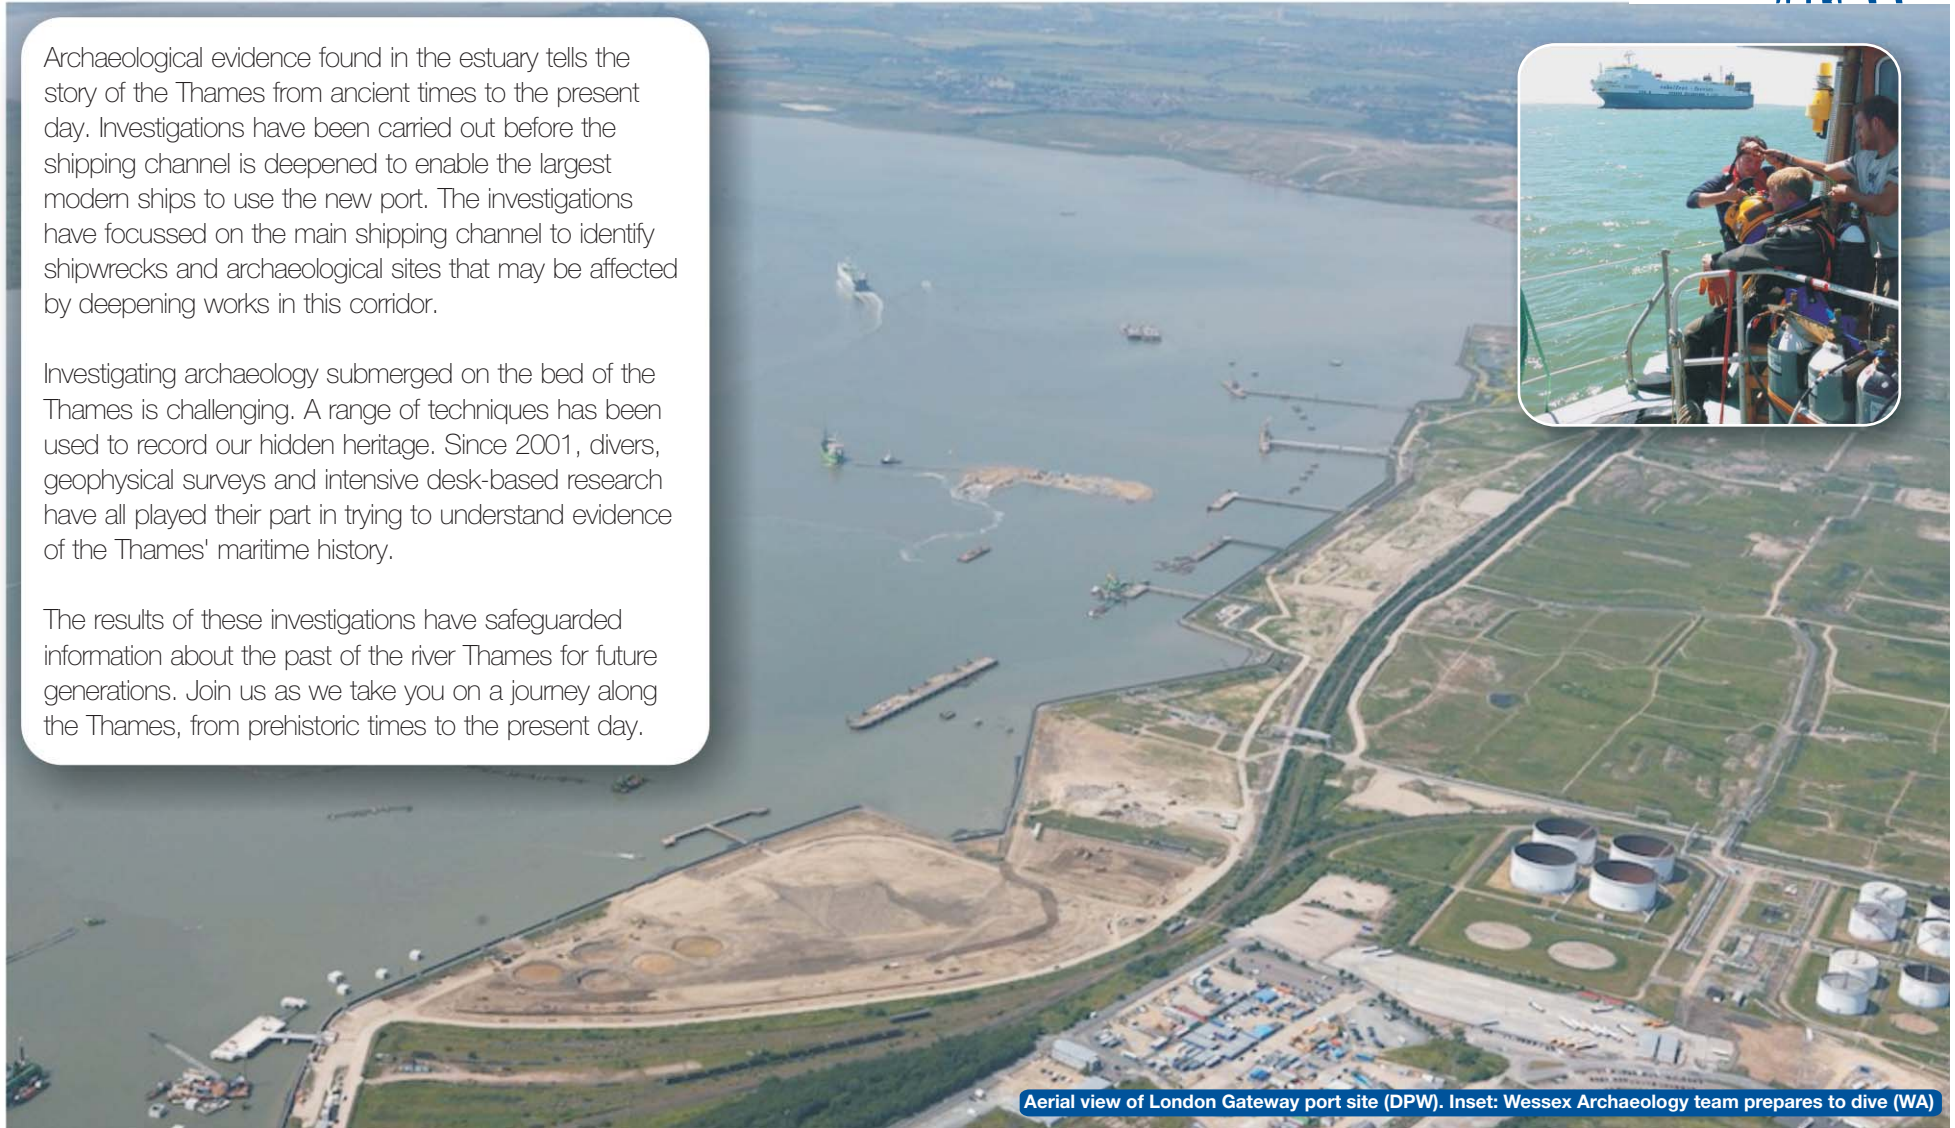 Archaeological evidence found in the estuary tells the
story of the Thames from ancient times to the present
day. Investigations have been carried out before the
shipping channel is deepened to enable the largest
modern ships to use the new port. The investigations
have focussed on the main shipping channel to identify
shipwrecks and archaeological sites that may be affected
by deepening works in this corridor.
Investigating archaeology submerged on the bed of the
Thames is challenging. A range of techniques has been
used to record our hidden heritage. Since 2001, divers,
geophysical surveys and intensive desk-based research
have all played their part in trying to understand evidence
of the Thames' maritime history.
The results of these investigations have safeguarded
information about the past of the river Thames for future
generations. Join us as we take you on a journey along
the Thames, from prehistoric times to the present day.
Aerial view of London Gateway port site (DPW). Inset: Wessex Archaeology team prepares to dive (WA)